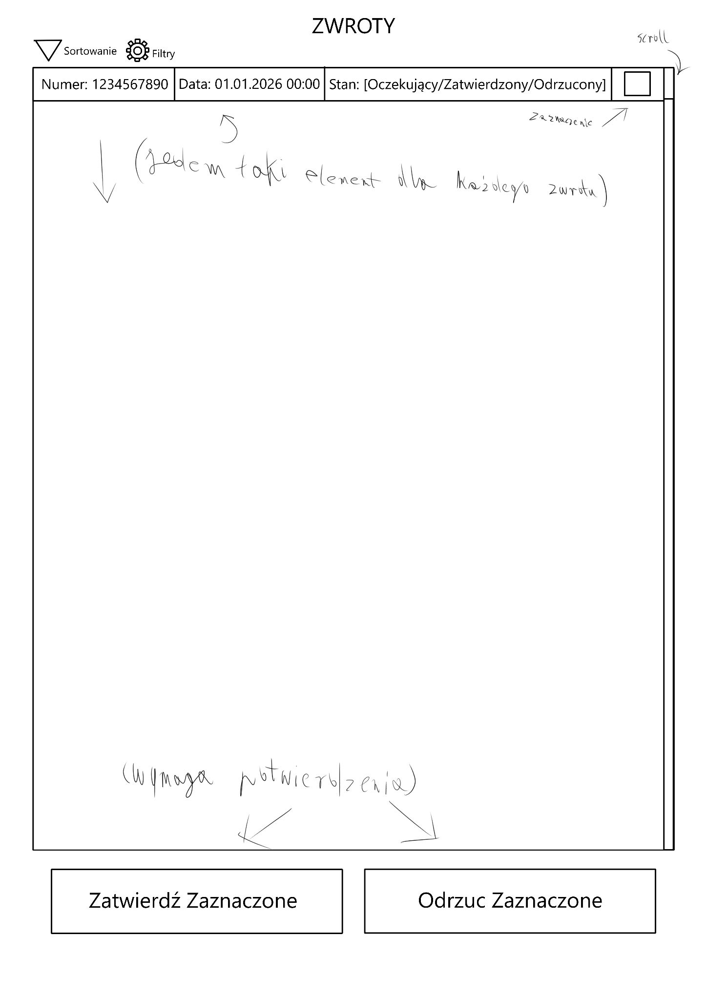 ZWROTY
scroll
Sortowanie Filtry
Numer: 1234567890 Data: 01.01.2026 00:00 Stan: [Oczekujący/Zatwierdzony/Odrzucony]
zaznaczenie
(jeden taki element dla każdego zwrotu)
(wymaga potwierdzenia)
Zatwierdź Zaznaczone Odrzuc Zaznaczone